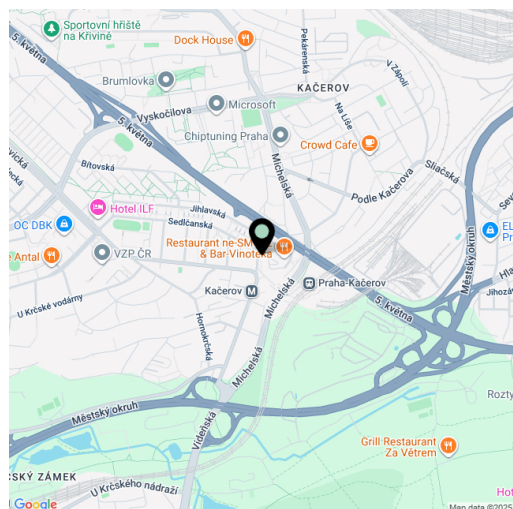 Sportovní hřiště
na Křivině
Dock House
5. května
Pekárenská
Brumlovka
KAČEROV
V Zápolí
Vyskočilova
Microsoft
Na Líše
5. května
Chiptuning Praha
Crowd Cafe
Michelská
Bítovská
Sliačská
Podle Kačerova
Hotel ILF
Jihlavská
OC DBK
Sedlčanská
EL
Restaurant ne-SM
& Bar-Vinotéka
Antal
VZP ČR
Městský okruh
Praha-Kačerov
Kačerov
M
U Krčské vodárny
Michelská
5. května
Hornokrčská
Michelská
Městský okruh
Vídeňská
Grill Restaurant
Za Větrem
U Krčského nádraží
Google
Map data ©2025